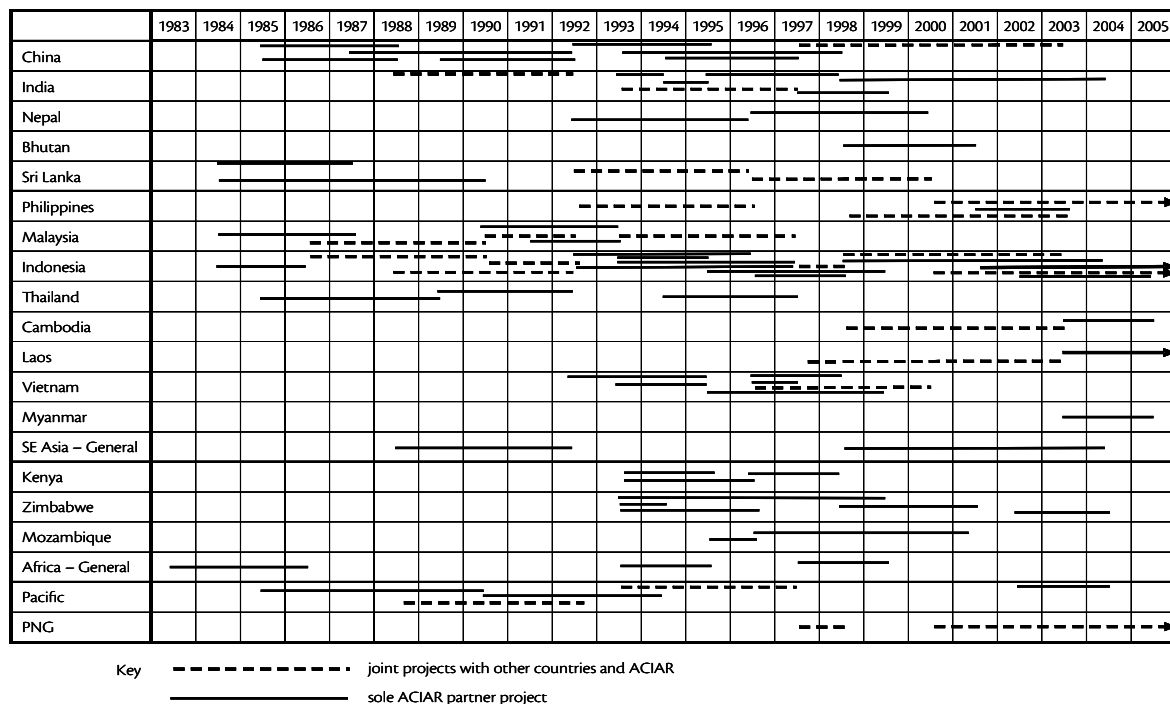 1983 1984 1985 1986 1987 1988 1989 1990 1991 1992 1993 1994 1995 1996 1997 1998 1999 2000 2001 2002 2003 2004 2005
China
India
Nepal
Bhutan
Sri Lanka
Philippines
Malaysia
Indonesia
Thailand
Cambodia
Laos
Vietnam
Myanmar
SE Asia – General
Kenya
Zimbabwe
Mozambique
Africa – General
Pacific
PNG
Key joint projects with other countries and ACIAR
sole ACIAR partner project